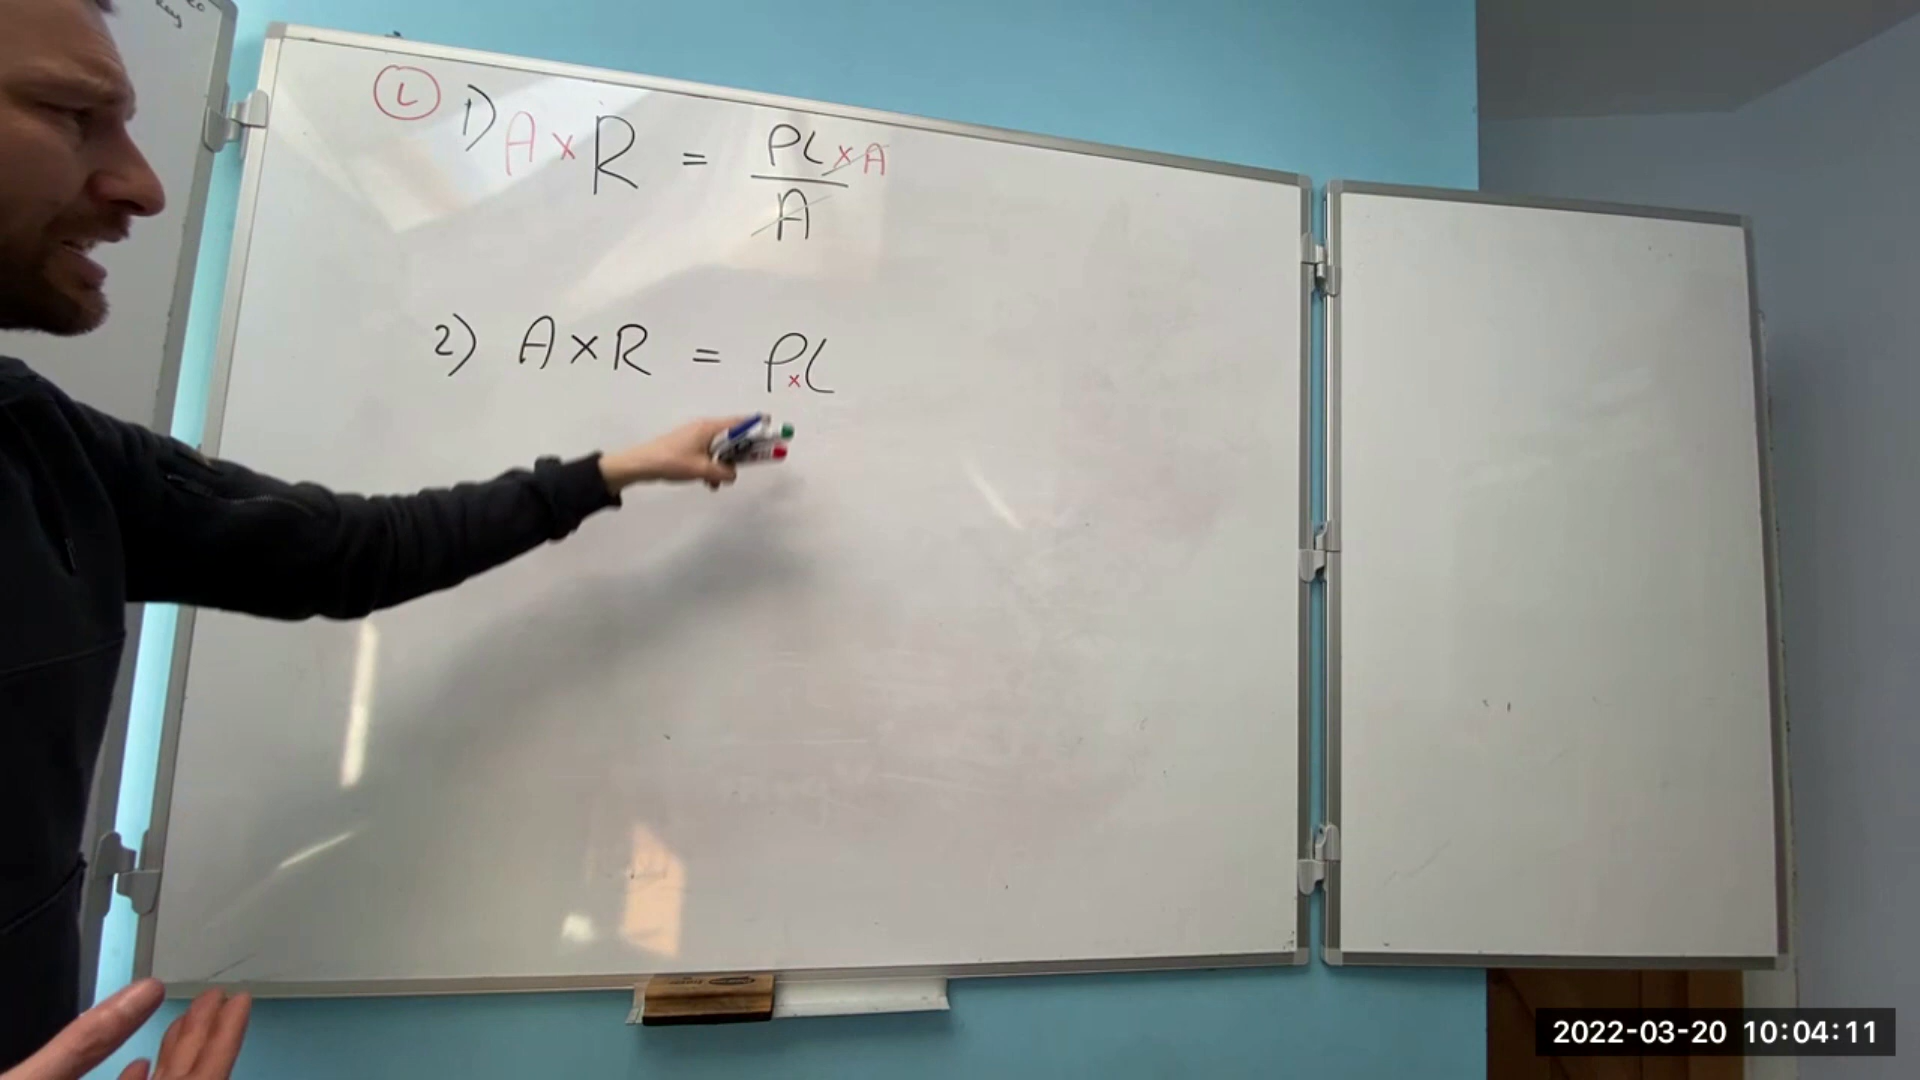 L 1) A × R = PL × A / A
2) A × R = P × L
2022-03-20 10:04:11